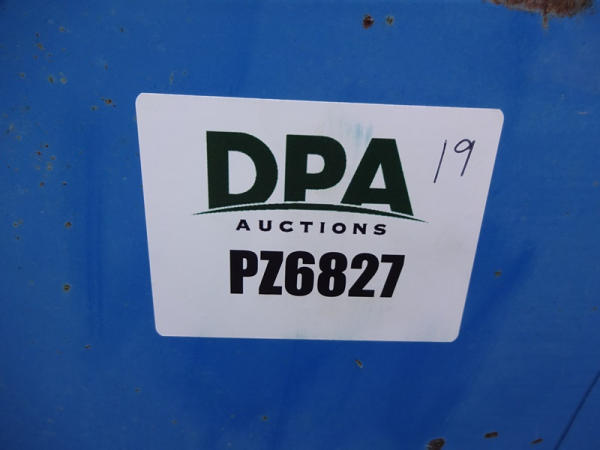 DPA
19
AUCTIONS
PZ6827